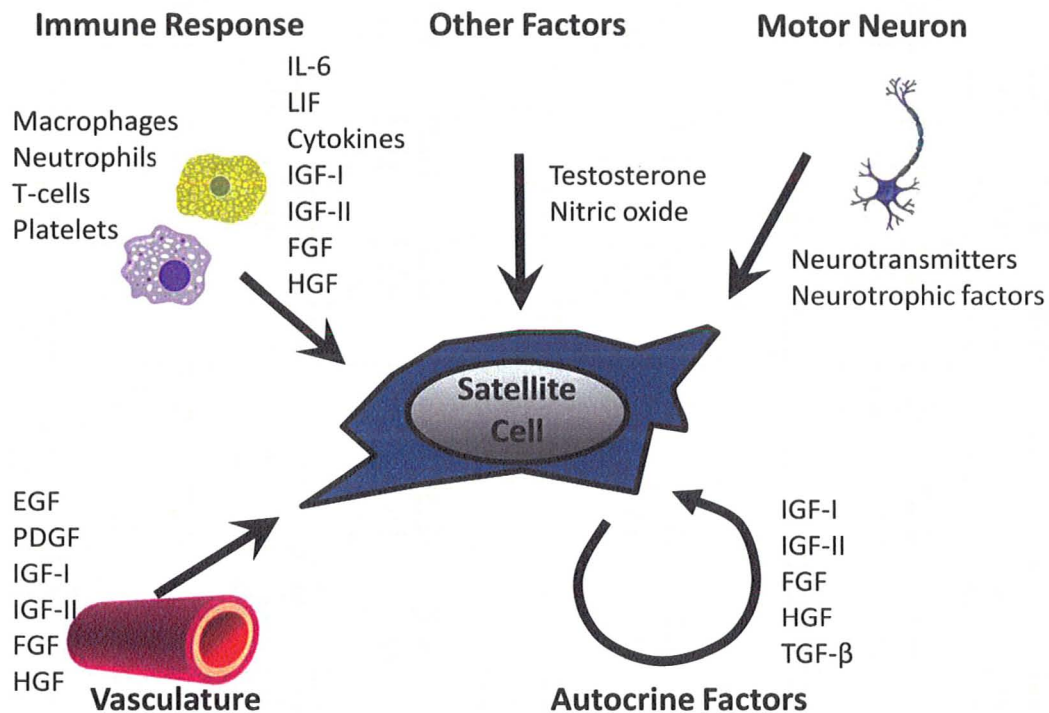 Immune Response
Macrophages
Neutrophils
T-cells
Platelets
IL-6
LIF
Cytokines
IGF-I
IGF-II
FGF
HGF
Other Factors
Testosterone
Nitric oxide
Motor Neuron
Neurotransmitters
Neurotrophic factors
Satellite
Cell
EGF
PDGF
IGF-I
IGF-II
FGF
HGF
Vasculature
IGF-I
IGF-II
FGF
HGF
TGF-β
Autocrine Factors